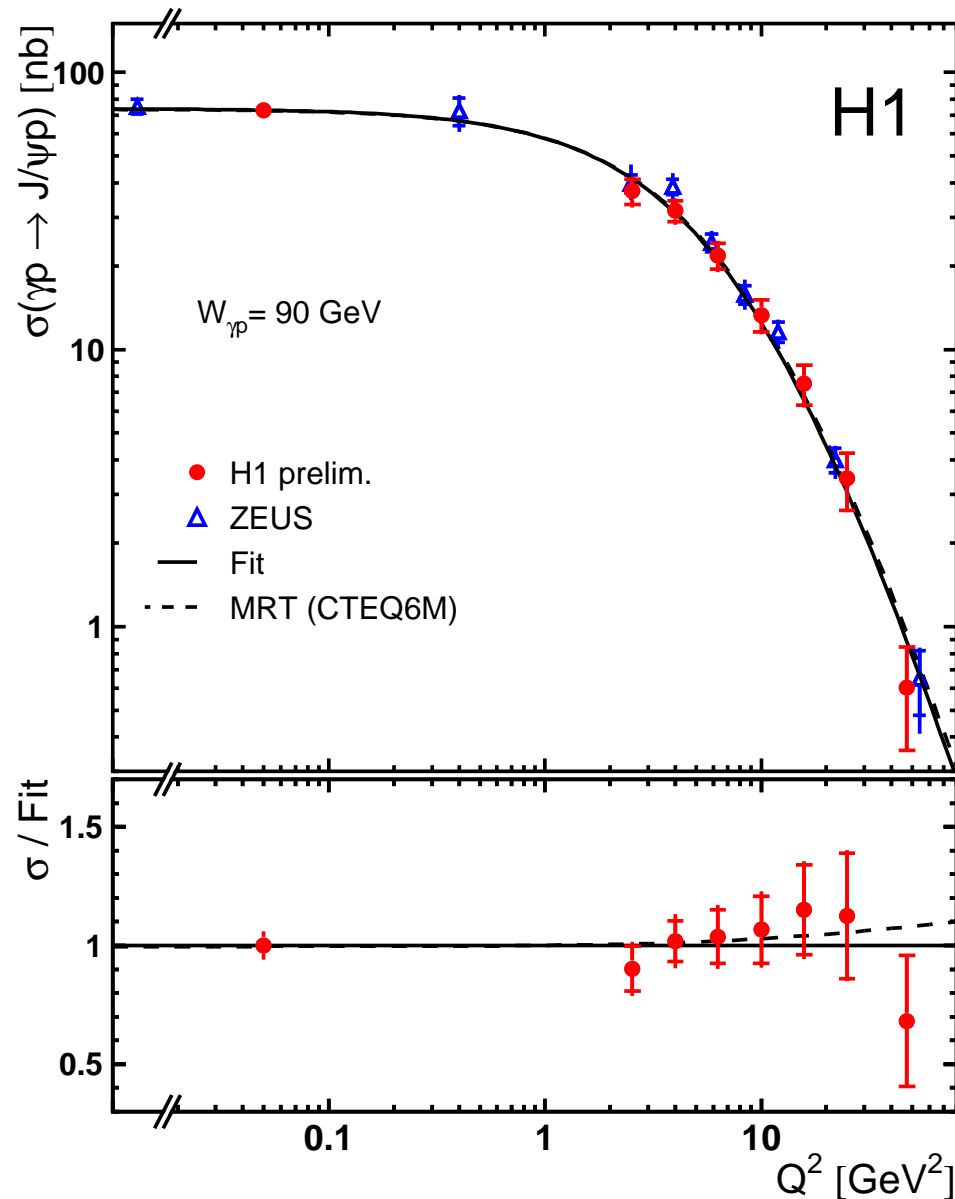 H1
σ(γp → J/ψp) [nb]
100
10
1
Wγp= 90 GeV
H1 prelim.
ZEUS
Fit
MRT (CTEQ6M)
σ / Fit
1.5
1
0.5
0.1
1
10
Q² [GeV²]